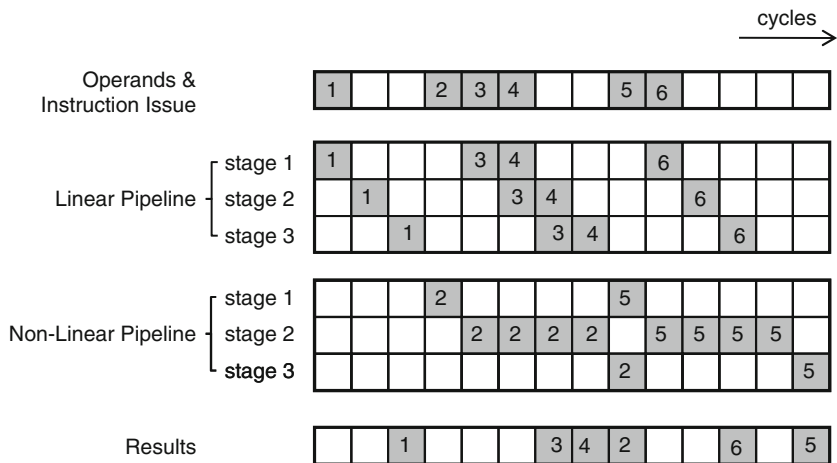 cycles
Operands &
Instruction Issue
1 2 3 4 5 6
Linear Pipeline
stage 1
1 3 4 6
stage 2
1 3 4 6
stage 3
1 3 4 6
Non-Linear Pipeline
stage 1
2 5
stage 2
2 2 2 2 5 5 5 5
stage 3
2 5
Results
1 3 4 2 6 5